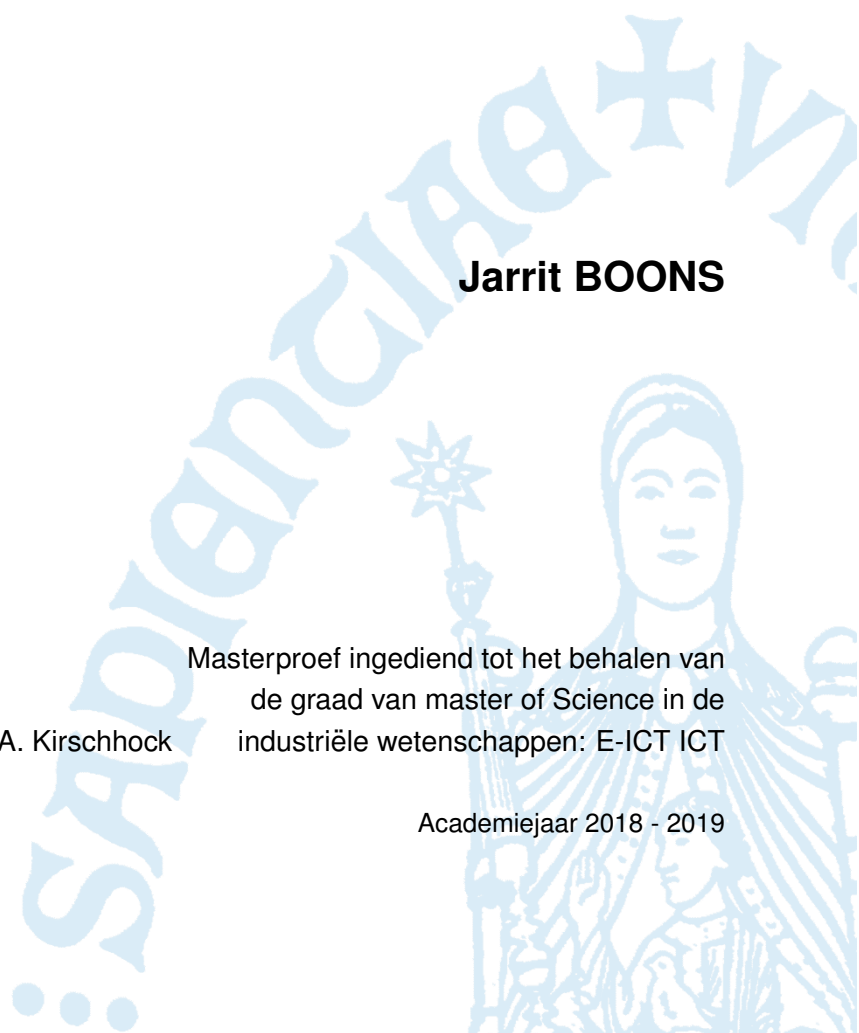 SAPIENTIAE
Jarrit BOONS
Masterproef ingediend tot het behalen van
de graad van master of Science in de
A. Kirschhock industriële wetenschappen: E-ICT ICT
Academiejaar 2018 - 2019